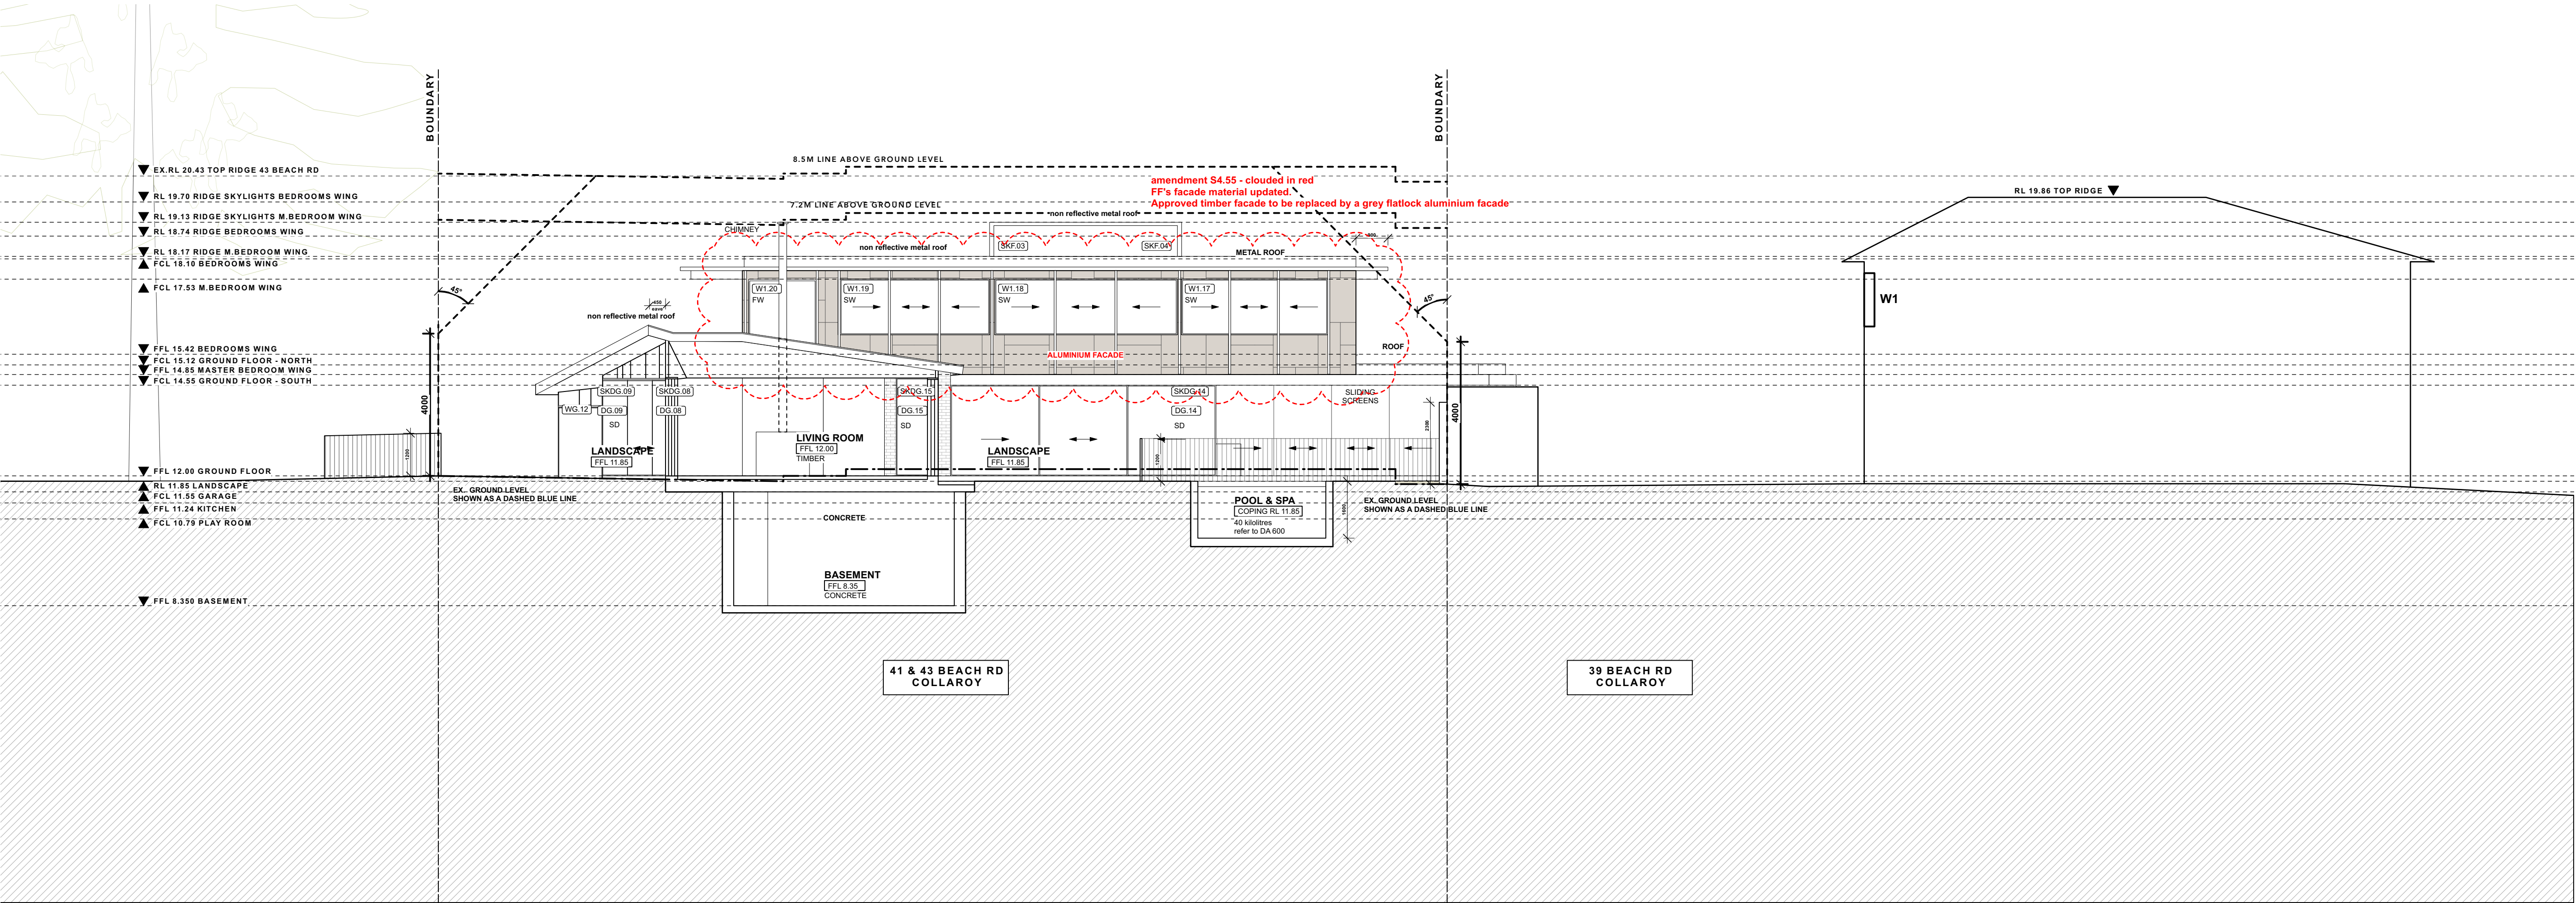 BOUNDARY
BOUNDARY
8.5M LINE ABOVE GROUND LEVEL
EX.RL 20.43 TOP RIDGE 43 BEACH RD
amendment S4.55 - clouded in red
FF's facade material updated.
Approved timber facade to be replaced by a grey flatlock aluminium facade
RL 19.86 TOP RIDGE
RL 19.70 RIDGE SKYLIGHTS BEDROOMS WING
7.2M LINE ABOVE GROUND LEVEL
non reflective metal roof
RL 19.13 RIDGE SKYLIGHTS M.BEDROOM WING
RL 18.74 RIDGE BEDROOMS WING
CHIMNEY
non reflective metal roof
SKF.03
SKF.04
METAL ROOF
RL 18.17 RIDGE M.BEDROOM WING
FCL 18.10 BEDROOMS WING
FCL 17.53 M.BEDROOM WING
45°
W1.20
FW
W1.19
SW
W1.18
SW
W1.17
SW
45°
W1
450
eave
non reflective metal roof
FFL 15.42 BEDROOMS WING
FCL 15.12 GROUND FLOOR - NORTH
FFL 14.85 MASTER BEDROOM WING
FCL 14.55 GROUND FLOOR - SOUTH
ALUMINIUM FACADE
ROOF
4000
SKDG.09
SKDG.08
SKDG.15
SKDG.14
SLIDING
SCREENS
WG.12
DG.09
DG.08
DG.15
DG.14
4000
2300
SD
SD
SD
1200
LIVING ROOM
FFL 12.00
TIMBER
LANDSCAPE
FFL 11.85
LANDSCAPE
FFL 11.85
1200
FFL 12.00 GROUND FLOOR
RL 11.85 LANDSCAPE
FCL 11.55 GARAGE
FFL 11.24 KITCHEN
FCL 10.79 PLAY ROOM
EX. GROUND LEVEL
SHOWN AS A DASHED BLUE LINE
CONCRETE
POOL & SPA
COPING RL 11.85
40 kilolitres
refer to DA 600
EX. GROUND LEVEL
SHOWN AS A DASHED BLUE LINE
BASEMENT
FFL 8.35
CONCRETE
FFL 8.350 BASEMENT
41 & 43 BEACH RD
COLLAROY
39 BEACH RD
COLLAROY